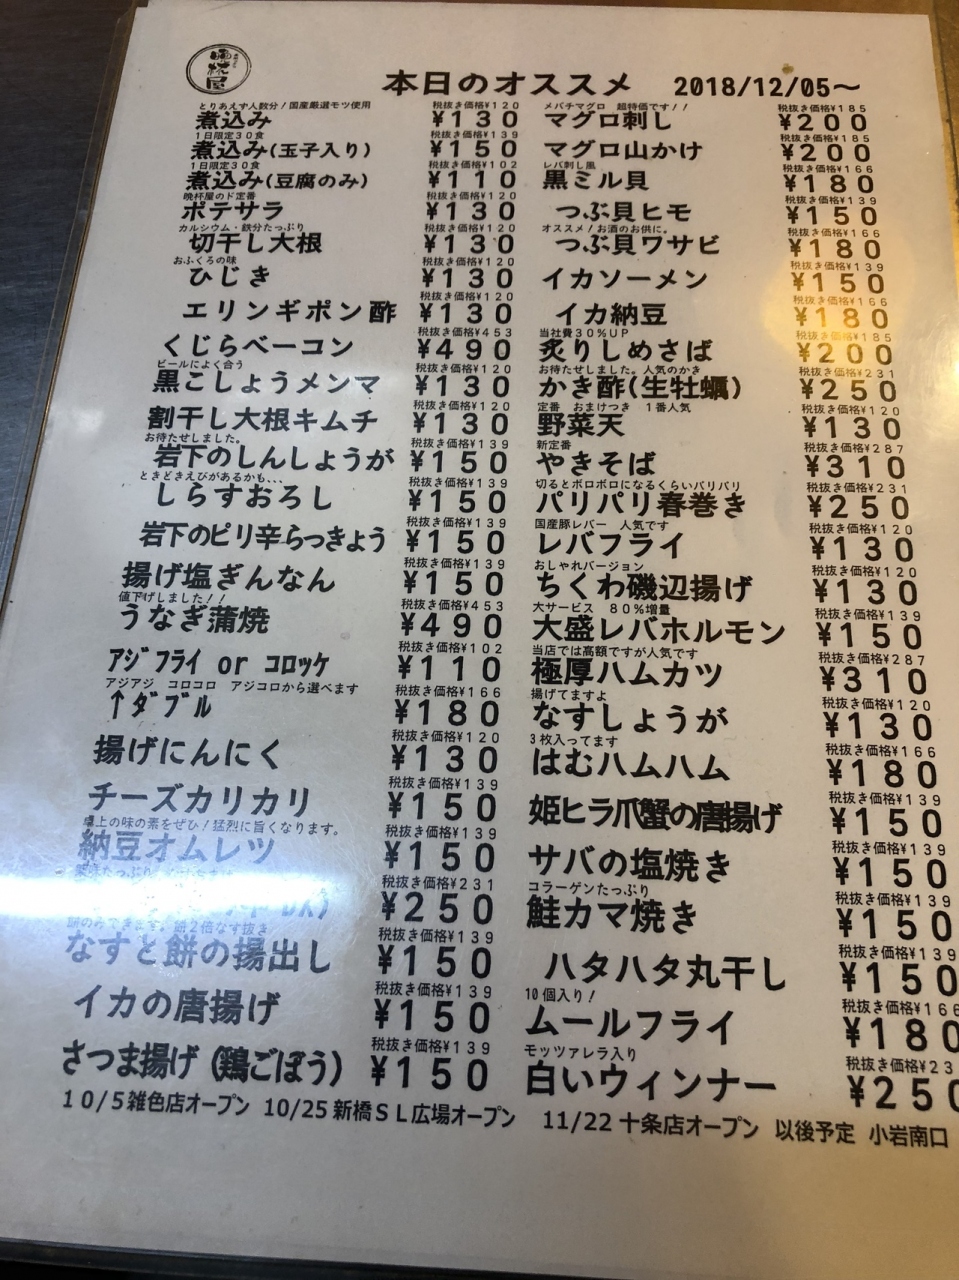 晩杯屋
本日のオススメ 2018/12/05～
とりあえず人数分！国産厳選モツ使用 税抜き価格¥120
煮込み ¥130
1日限定30食 税抜き価格¥139
煮込み(玉子入り) ¥150
1日限定30食 税抜き価格¥102
煮込み(豆腐のみ) ¥110
晩杯屋のド定番 税抜き価格¥120
ポテサラ ¥130
カルシウム・鉄分たっぷり 税抜き価格¥120
切干し大根 ¥130
おふくろの味 税抜き価格¥120
ひじき ¥130
税抜き価格¥120
エリンギポン酢 ¥130
税抜き価格¥453
くじらベーコン ¥490
ビールによく合う 税抜き価格¥120
黒こしょうメンマ ¥130
税抜き価格¥120
割干し大根キムチ ¥130
お待たせしました。 税抜き価格¥139
岩下のしんしょうが ¥150
ときどきえびがあるかも､､､ 税抜き価格¥139
しらすおろし ¥150
税抜き価格¥139
岩下のピリ辛らっきょう ¥150
税抜き価格¥139
揚げ塩ぎんなん ¥150
値下げしました！！ 税抜き価格¥453
うなぎ蒲焼 ¥490
税抜き価格¥102
ｱｼﾞﾌﾗｲ or ｺﾛｯｹ ¥110
アジアジ コロコロ アジコロから選べます 税抜き価格¥166
↑ﾀﾞﾌﾞﾙ ¥180
税抜き価格¥120
揚げにんにく ¥130
税抜き価格¥139
チーズカリカリ ¥150
卓上の味の素をぜひ！猛烈に旨くなります。 税抜き価格¥139
納豆オムレツ ¥150
税抜き価格¥231
¥250
税抜き価格¥139
なすと餅の揚出し ¥150
税抜き価格¥139
イカの唐揚げ ¥150
税抜き価格¥139
さつま揚げ(鶏ごぼう) ¥150
メバチマグロ 超特価です！！ 税抜き価格¥185
マグロ刺し ¥200
税抜き価格¥185
マグロ山かけ ¥200
レバ刺し風 税抜き価格¥166
黒ミル貝 ¥180
税抜き価格¥139
つぶ貝ヒモ ¥150
オススメ！お酒のお供に。 税抜き価格¥166
つぶ貝ワサビ ¥180
税抜き価格¥139
イカソーメン ¥150
税抜き価格¥166
イカ納豆 ¥180
当社費30％UP 税抜き価格¥185
炙りしめさば ¥200
お待たせしました。人気のかき 税抜き価格¥231
かき酢(生牡蠣) ¥250
定番 おまけつき 1番人気 税抜き価格¥120
野菜天 ¥130
新定番 税抜き価格¥287
やきそば ¥310
切るとボロボロになるくらいパリパリ 税抜き価格¥231
パリパリ春巻き ¥250
国産豚レバー 人気です 税抜き価格¥120
レバフライ ¥130
おしゃれバージョン 税抜き価格¥120
ちくわ磯辺揚げ ¥130
大サービス 80％増量 税抜き価格¥139
大盛レバホルモン ¥150
当店では高額ですが人気です 税抜き価格¥287
極厚ハムカツ ¥310
揚げてますよ 税抜き価格¥120
なすしょうが ¥130
3枚入ってます 税抜き価格¥166
はむハムハム ¥180
税抜き価格¥139
姫ヒラ爪蟹の唐揚げ ¥150
税抜き価格¥139
サバの塩焼き ¥150
コラーゲンたっぷり 税抜き価格¥139
鮭カマ焼き ¥150
税抜き価格¥139
ハタハタ丸干し ¥150
10個入り！ 税抜き価格¥166
ムールフライ ¥180
モッツァレラ入り 税抜き価格¥23
白いウィンナー ¥250
10/5雑色店オープン 10/25新橋ＳＬ広場オープン 11/22十条店オープン 以後予定 小岩南口